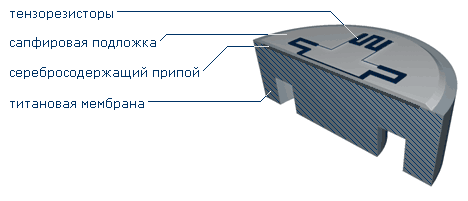 тензорезисторы
сапфировая подложка
серебросодержащий припой
титановая мембрана